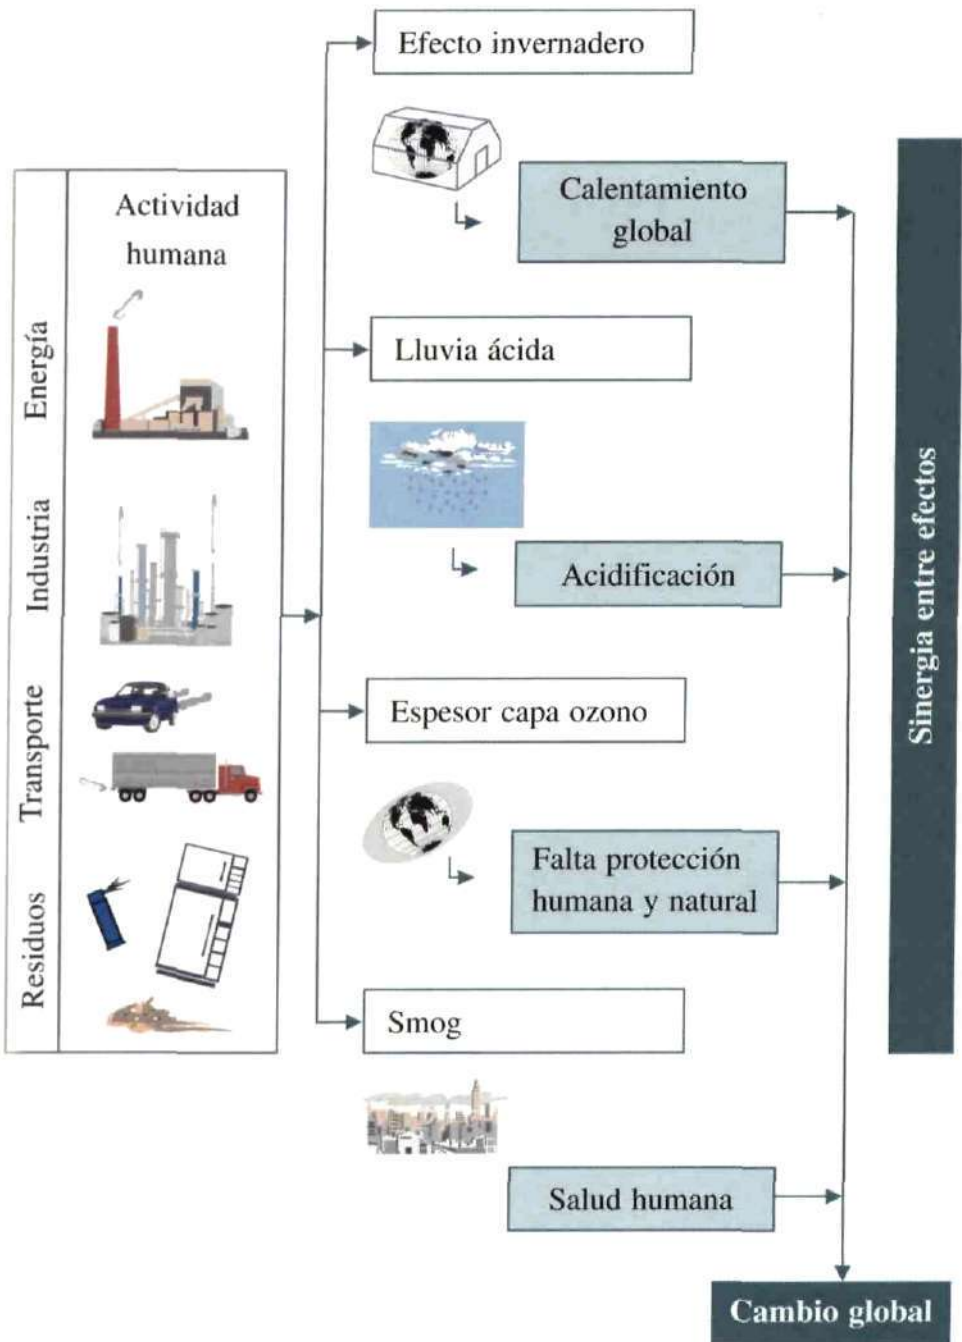 Efecto invernadero
Calentamiento
global
Actividad
humana
Energía
Industria
Transporte
Residuos
Lluvia ácida
Acidificación
Espesor capa ozono
Falta protección
humana y natural
Smog
Salud humana
Sinergia entre efectos
Cambio global